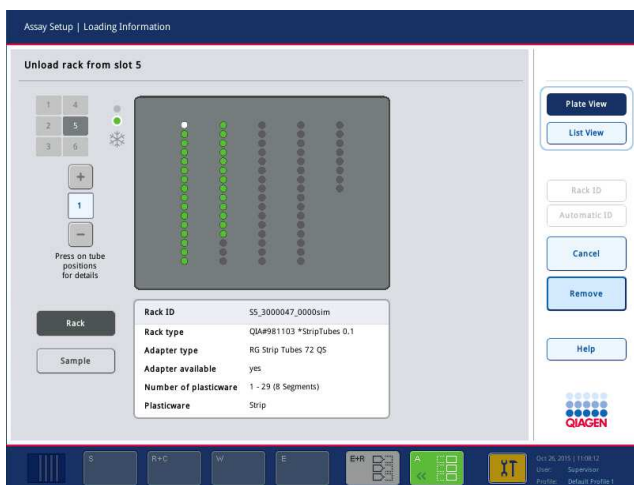 Assay Setup | Loading Information
Unload rack from slot 5
1 4
2 5
3 6
+
1
−
Press on tube
positions
for details
Rack
Sample
Rack ID S5_3000047_0000sim
Rack type QIA#981103 *StripTubes 0.1
Adapter type RG Strip Tubes 72 QS
Adapter available yes
Number of plasticware 1 - 29 (8 Segments)
Plasticware Strip
Plate View
List View
Rack ID
Automatic ID
Cancel
Remove
Help
QIAGEN
S R+C W E E+R A
Oct 26, 2015 | 11:08:12
User: Supervisor
Profile: Default Profile 1